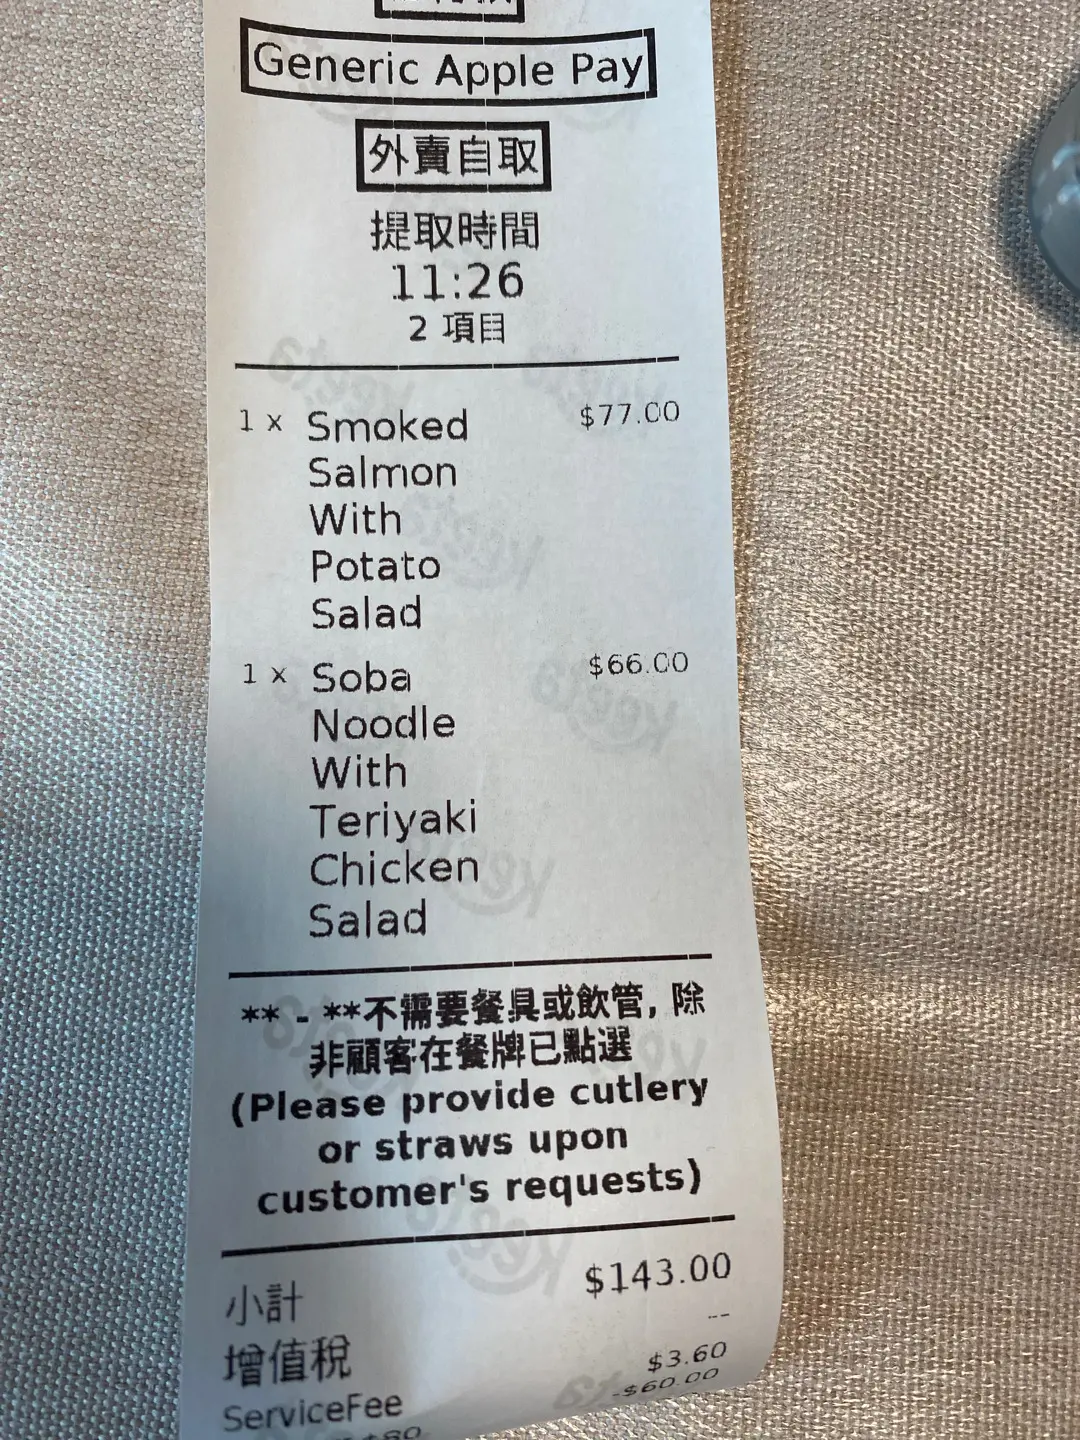 Generic Apple Pay
外賣自取
提取時間
11:26
2 項目
1 x Smoked $77.00
Salmon
With
Potato
Salad
1 x Soba $66.00
Noodle
With
Teriyaki
Chicken
Salad
** - **不需要餐具或飲管, 除
非顧客在餐牌已點選
(Please provide cutlery
or straws upon
customer's requests)
小計 $143.00
增值稅 --
ServiceFee $3.60
-$60.00